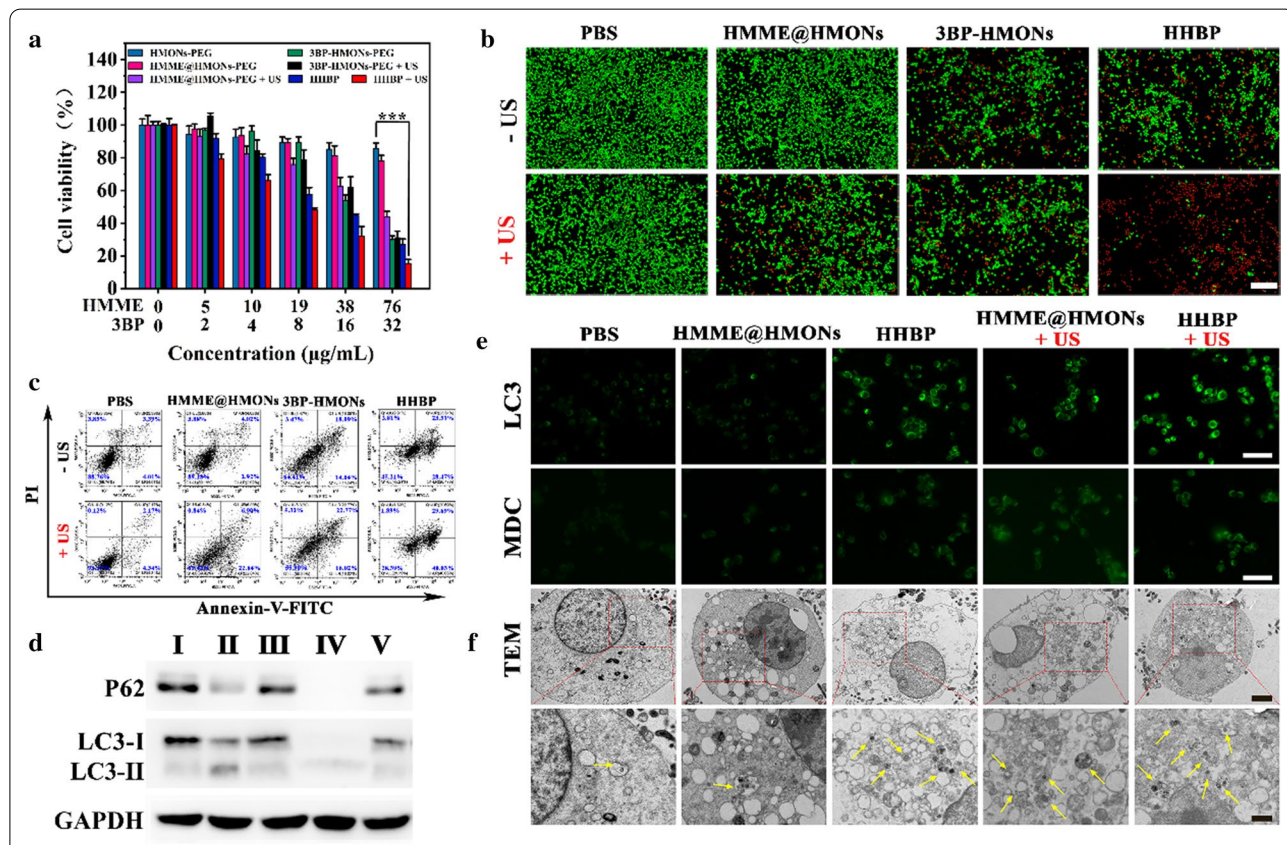 a
HMONs-PEG 3BP-HMONs-PEG
HMME@HMONs-PEG 3BP-HMONs-PEG + US
HMME@HMONs-PEG + US HHBP HHBP + US
Cell viability (%)
140
120
100
80
60
40
20
0
***
HMME 0 5 10 19 38 76
3BP 0 2 4 8 16 32
Concentration (µg/mL)
b
PBS HMME@HMONs 3BP-HMONs HHBP
- US
+ US
c
PBS HMME@HMONs 3BP-HMONs HHBP
- US
+ US
PI
Annexin-V-FITC
d
I II III IV V
P62
LC3-I
LC3-II
GAPDH
e
PBS HMME@HMONs HHBP HMME@HMONs + US HHBP + US
LC3
MDC
f
TEM